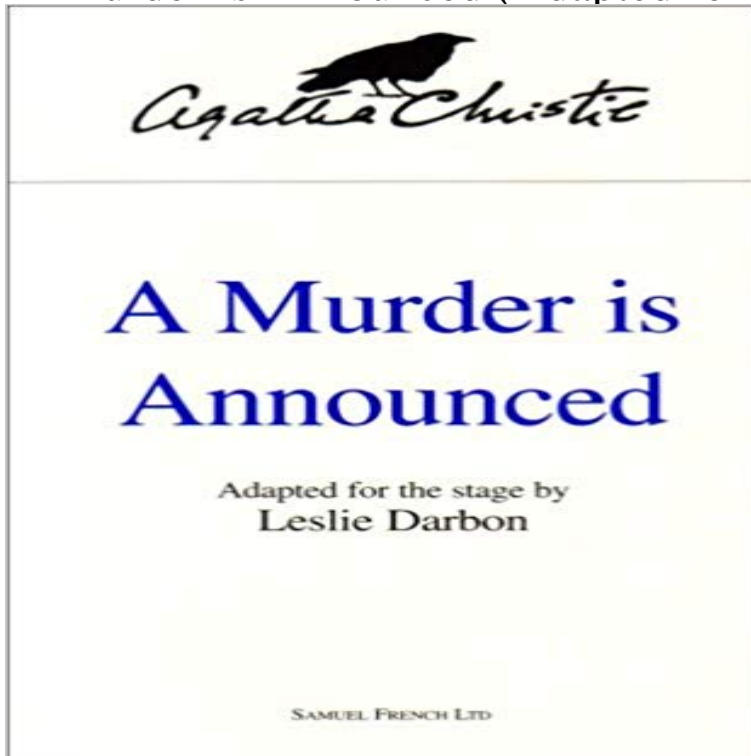 Agatha Christie
A Murder is
Announced
Adapted for the stage by
Leslie Darbon
SAMUEL FRENCH LTD